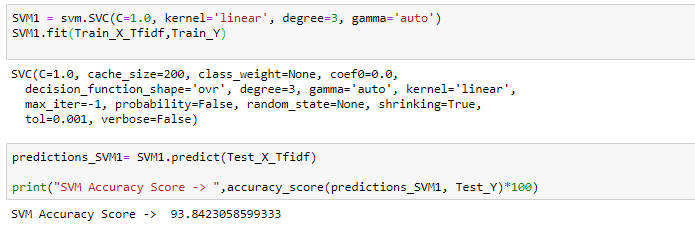 SVM1 = svm.SVC(C=1.0, kernel='linear', degree=3, gamma='auto')
SVM1.fit(Train_X_Tfidf,Train_Y)
SVC(C=1.0, cache_size=200, class_weight=None, coef0=0.0,
  decision_function_shape='ovr', degree=3, gamma='auto', kernel='linear',
  max_iter=-1, probability=False, random_state=None, shrinking=True,
  tol=0.001, verbose=False)
predictions_SVM1= SVM1.predict(Test_X_Tfidf)
print("SVM Accuracy Score -> ",accuracy_score(predictions_SVM1, Test_Y)*100)
SVM Accuracy Score ->  93.8423058599333